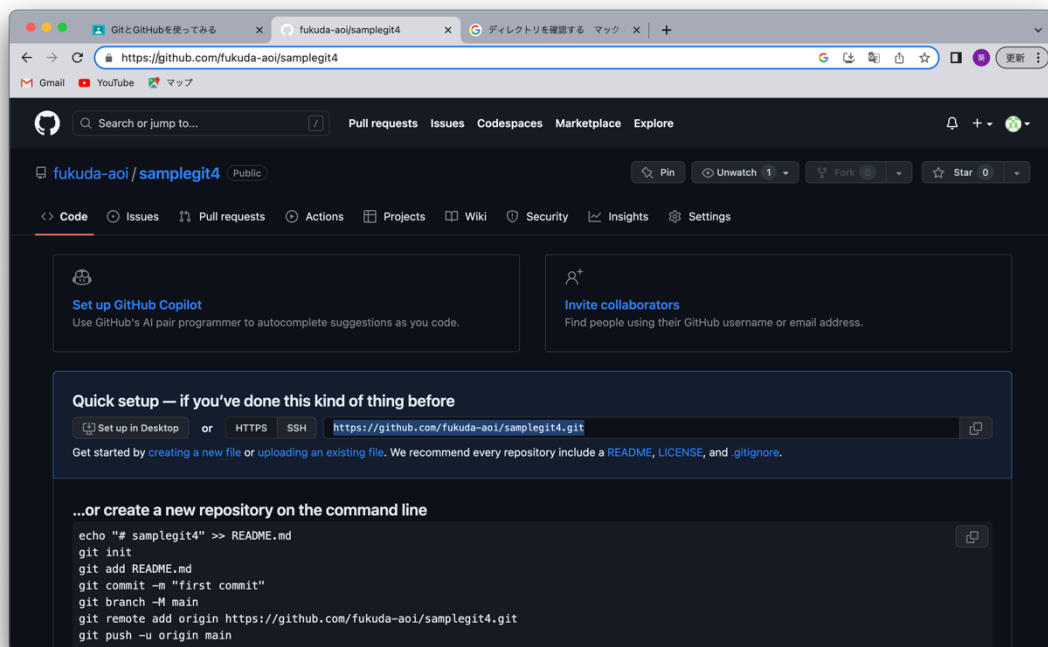 GitとGitHubを使ってみる
fukuda-aoi/samplegit4
ディレクトリを確認する マック
https://github.com/fukuda-aoi/samplegit4
葵
更新
Gmail
YouTube
マップ
Search or jump to...
/
Pull requests
Issues
Codespaces
Marketplace
Explore
fukuda-aoi / samplegit4
Public
Pin
Unwatch 1
Fork 0
Star 0
Code
Issues
Pull requests
Actions
Projects
Wiki
Security
Insights
Settings
Set up GitHub Copilot
Use GitHub's AI pair programmer to autocomplete suggestions as you code.
Invite collaborators
Find people using their GitHub username or email address.
Quick setup — if you've done this kind of thing before
Set up in Desktop
or
HTTPS
SSH
https://github.com/fukuda-aoi/samplegit4.git
Get started by creating a new file or uploading an existing file. We recommend every repository include a README, LICENSE, and .gitignore.
...or create a new repository on the command line
echo "# samplegit4" >> README.md
git init
git add README.md
git commit -m "first commit"
git branch -M main
git remote add origin https://github.com/fukuda-aoi/samplegit4.git
git push -u origin main